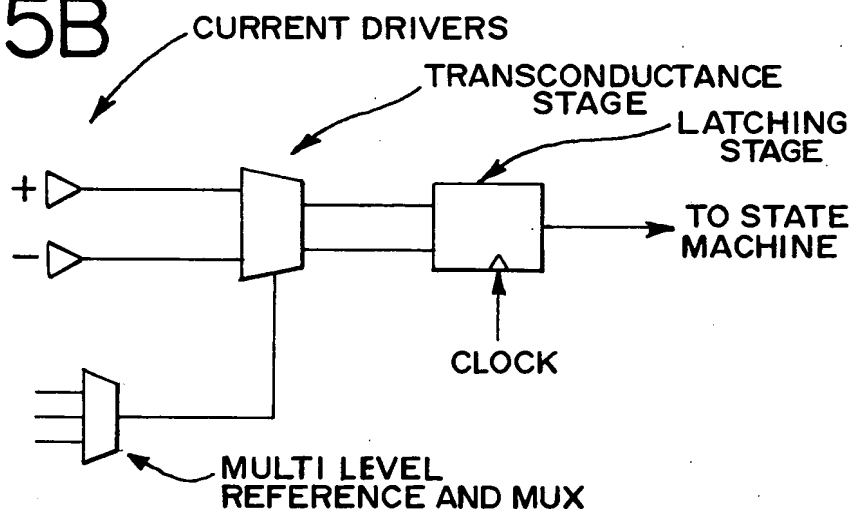 5B
CURRENT DRIVERS
TRANSCONDUCTANCE
STAGE
LATCHING
STAGE
+
-
TO STATE
MACHINE
CLOCK
MULTI LEVEL
REFERENCE AND MUX